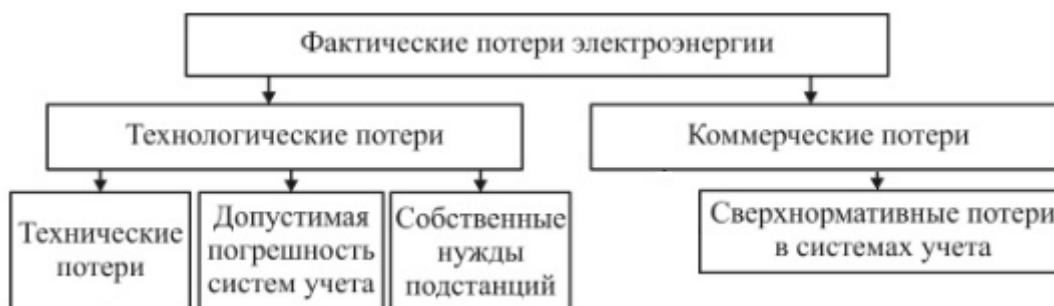 Фактические потери электроэнергии
Технологические потери
Коммерческие потери
Технические
потери
Допустимая
погрешность
систем учета
Собственные
нужды
подстанций
Сверхнормативные потери
в системах учета